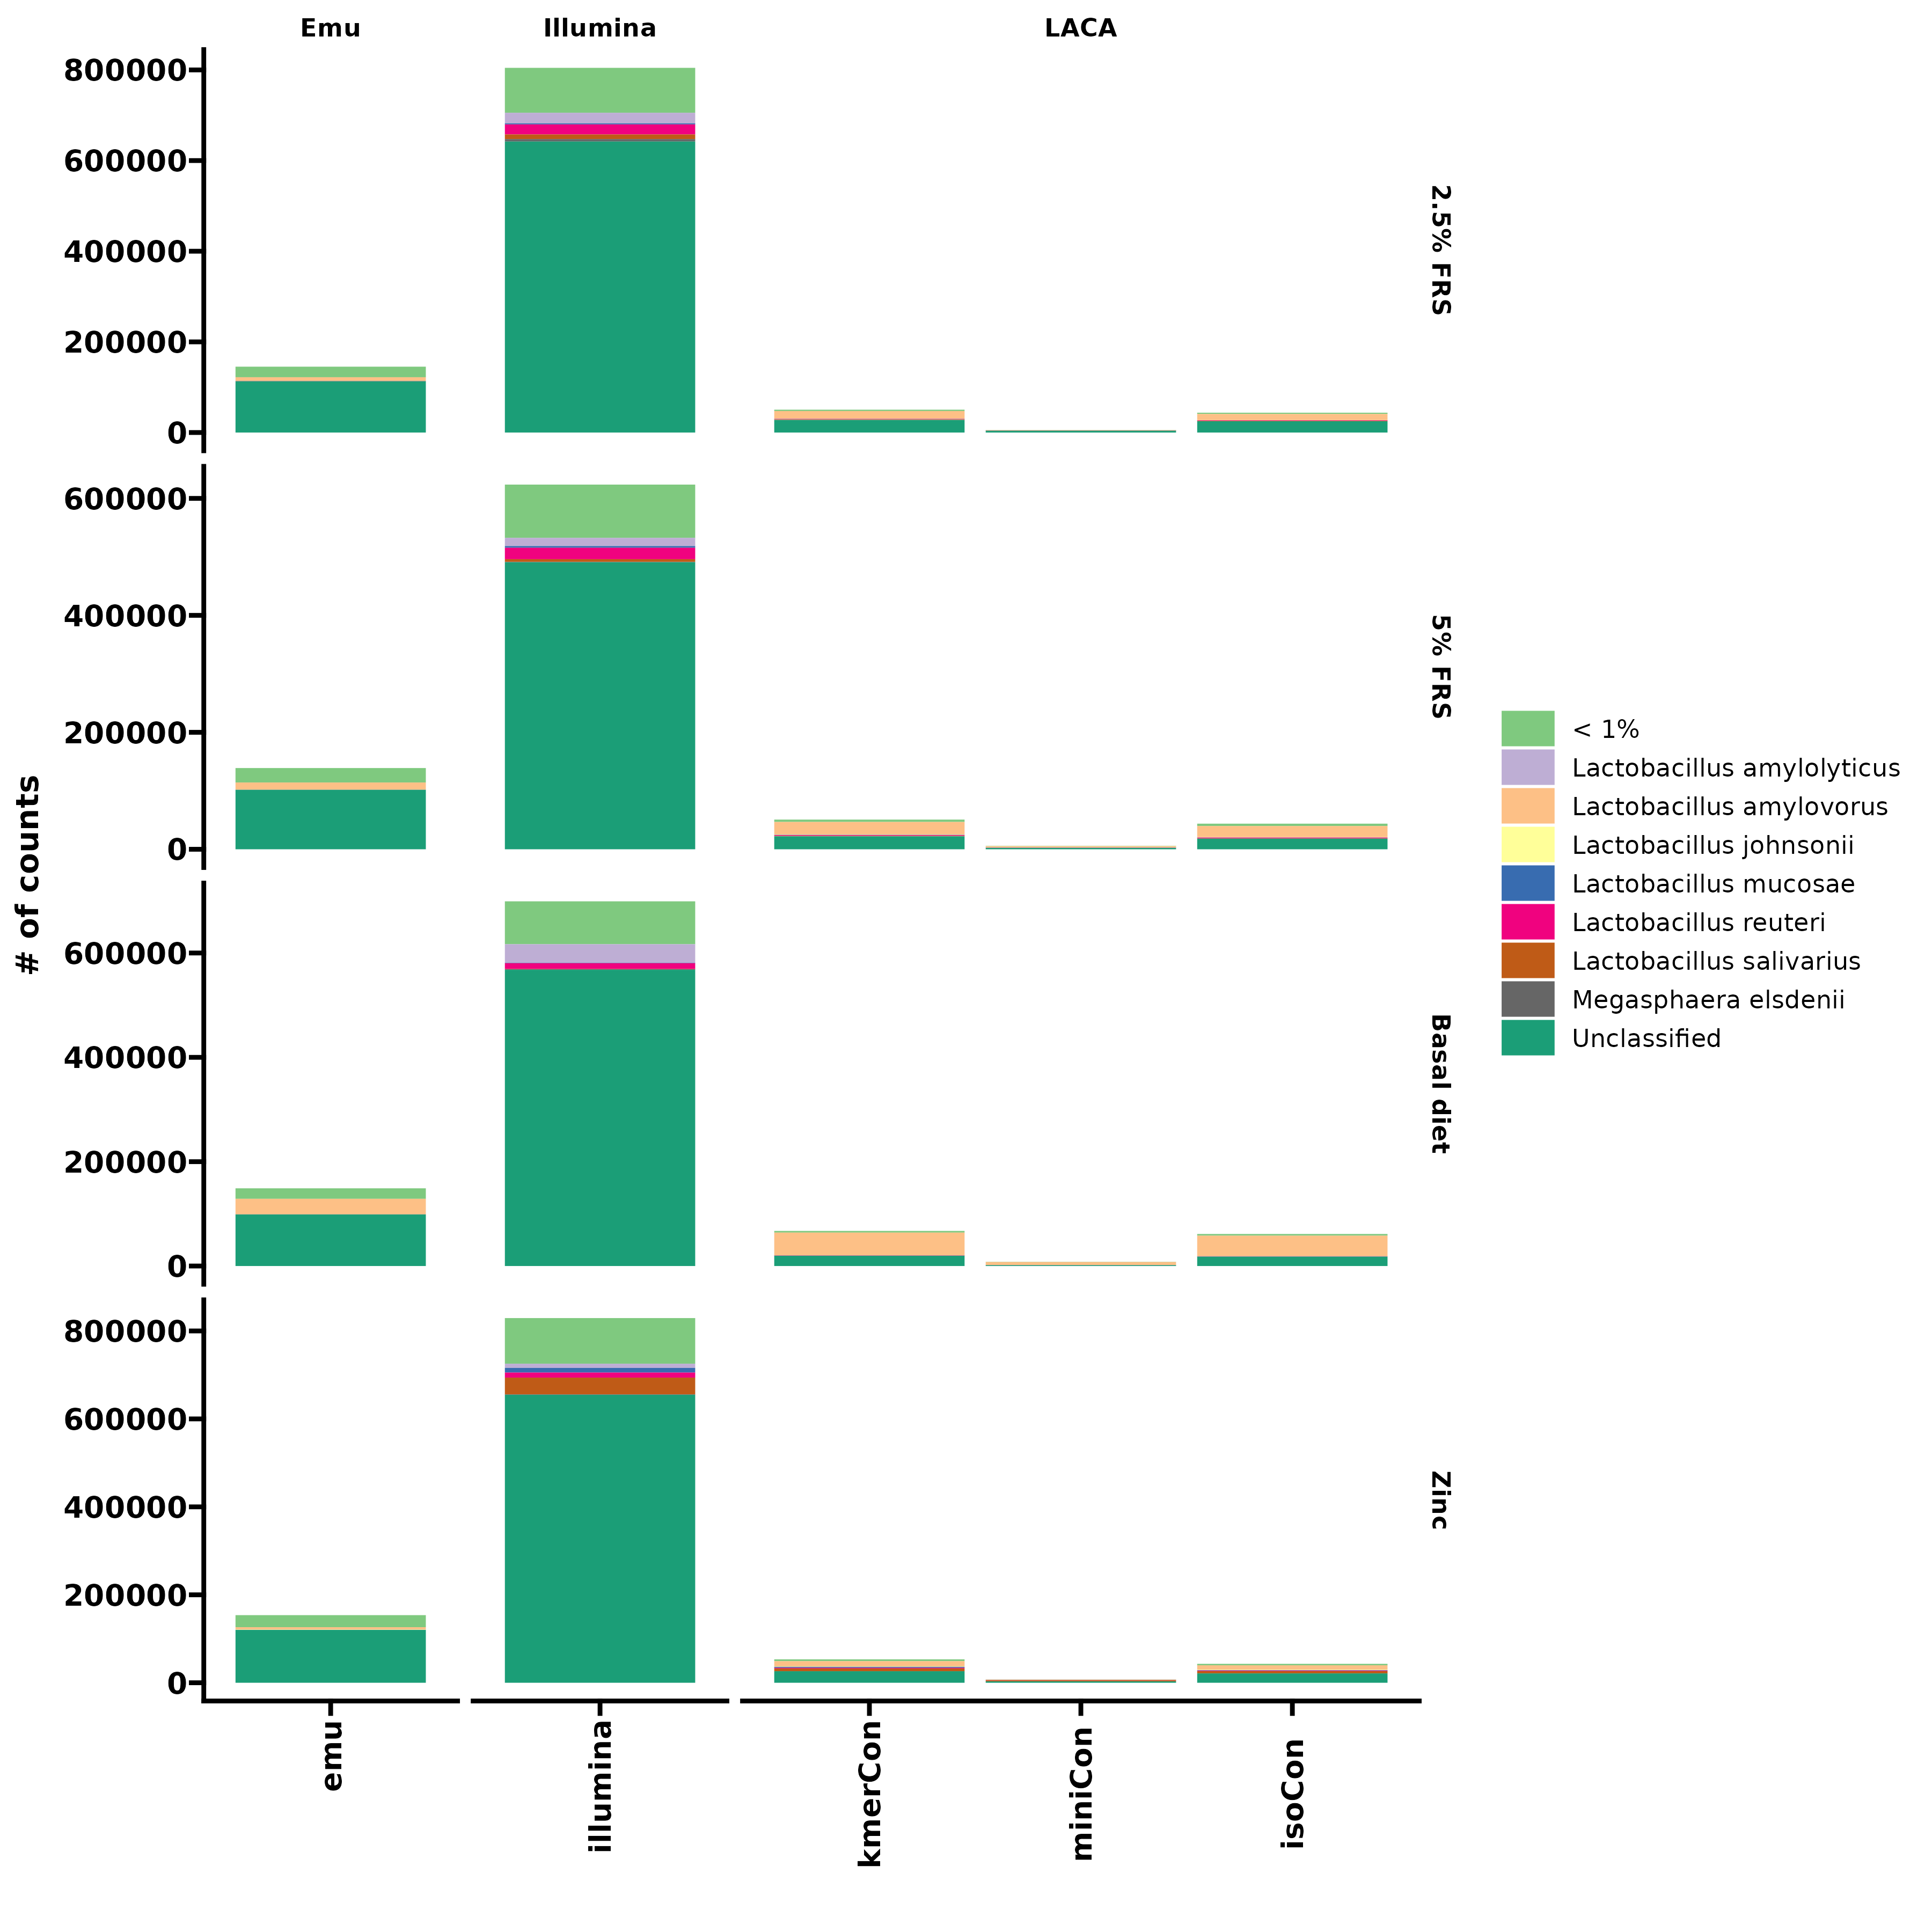 Emu
Illumina
LACA
800000
600000
400000
200000
0
2.5% FRS
600000
400000
200000
0
5% FRS
600000
400000
200000
0
Basal diet
800000
600000
400000
200000
0
Zinc
# of counts
emu
illumina
kmerCon
miniCon
isoCon
< 1%
Lactobacillus amylolyticus
Lactobacillus amylovorus
Lactobacillus johnsonii
Lactobacillus mucosae
Lactobacillus reuteri
Lactobacillus salivarius
Megasphaera elsdenii
Unclassified